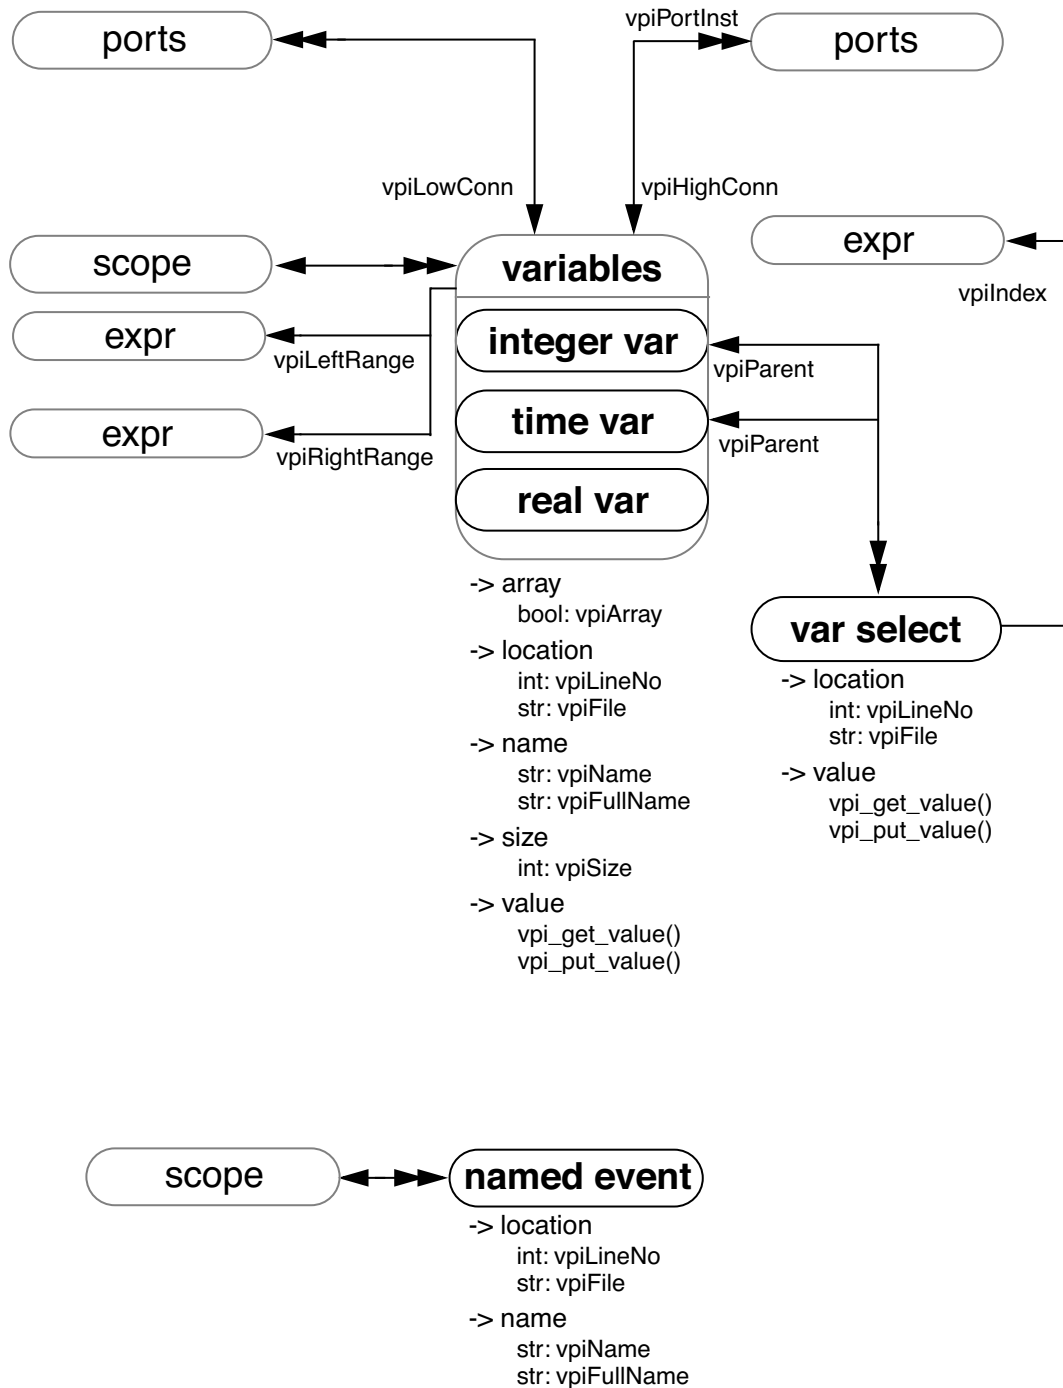 vpiPortInst
ports
ports
vpiLowConn
vpiHighConn
expr
scope
variables
vpiIndex
expr
integer var
vpiLeftRange
vpiParent
expr
time var
vpiRightRange
vpiParent
real var
-> array
bool: vpiArray
-> location
int: vpiLineNo
str: vpiFile
-> name
str: vpiName
str: vpiFullName
-> size
int: vpiSize
-> value
vpi_get_value()
vpi_put_value()
var select
-> location
int: vpiLineNo
str: vpiFile
-> value
vpi_get_value()
vpi_put_value()
scope
named event
-> location
int: vpiLineNo
str: vpiFile
-> name
str: vpiName
str: vpiFullName